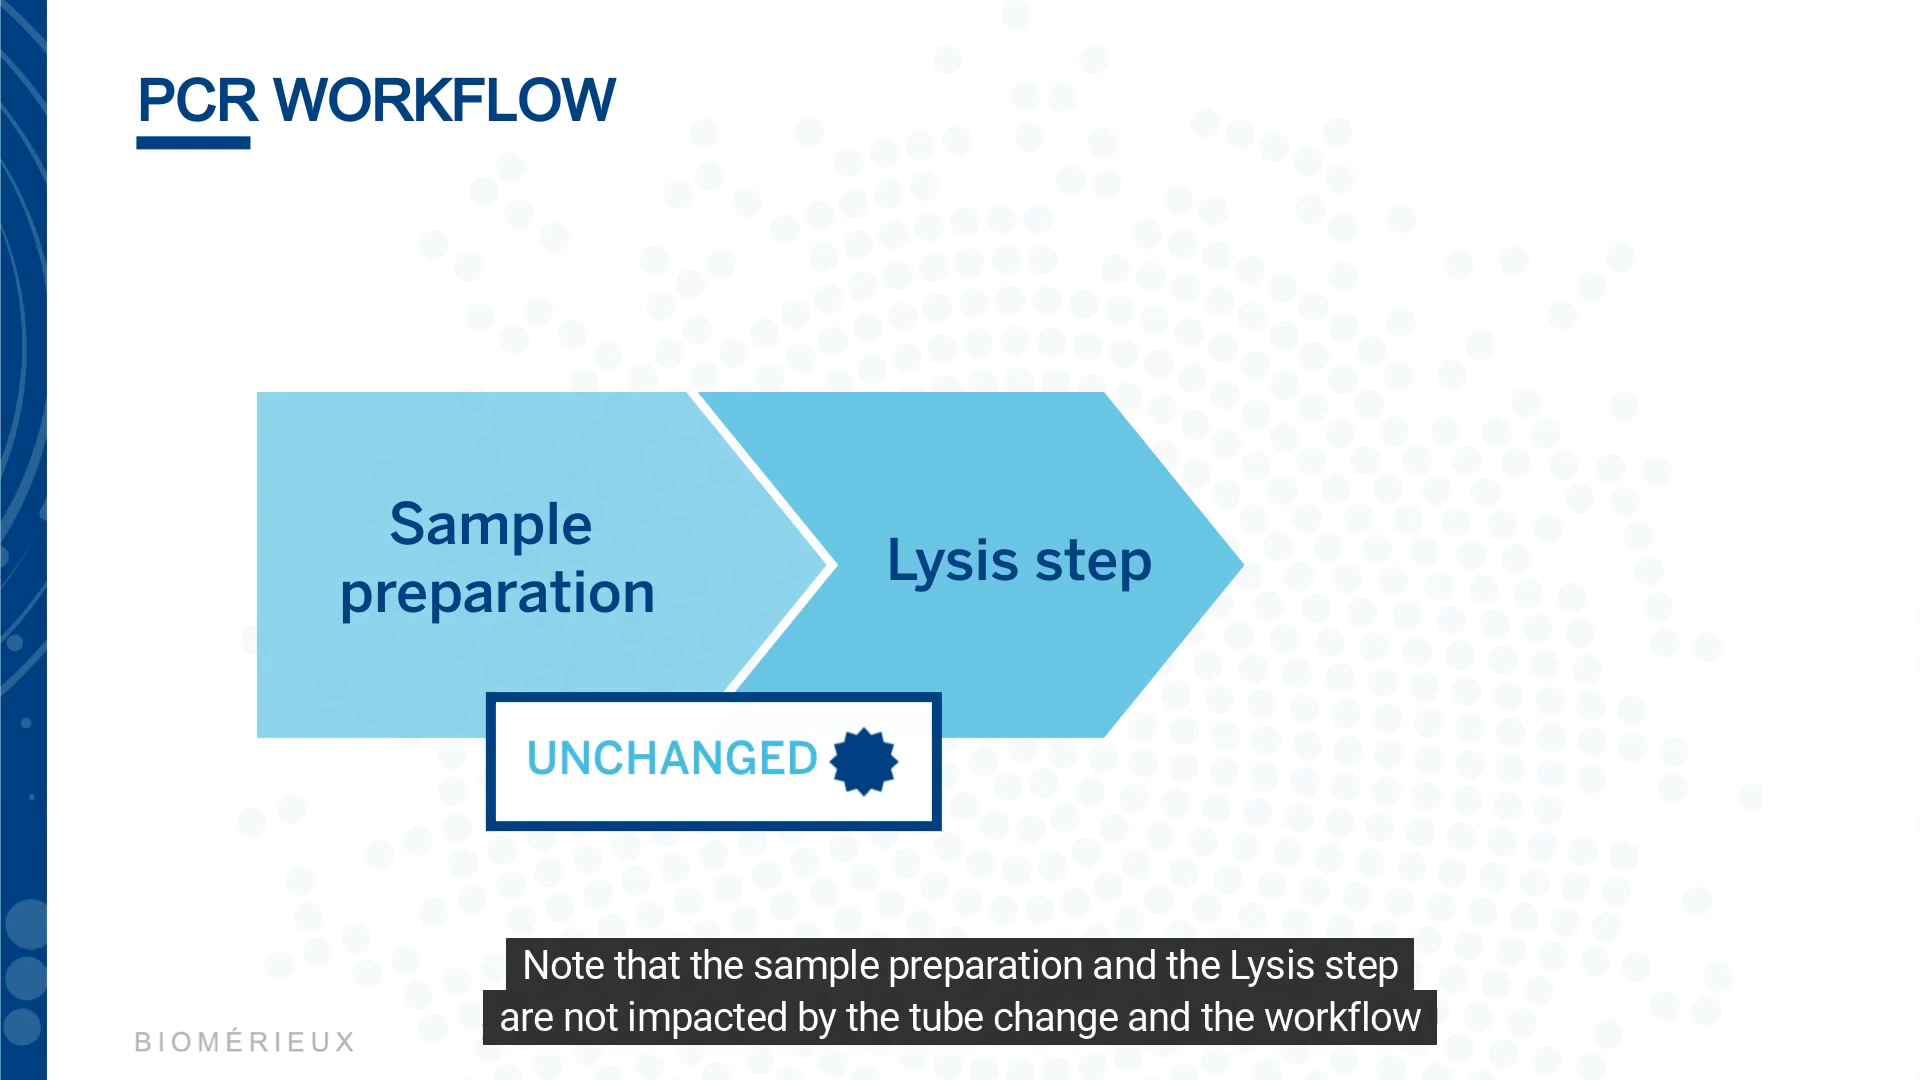 PCR WORKFLOW
Sample
preparation
Lysis step
UNCHANGED
Note that the sample preparation and the Lysis step
are not impacted by the tube change and the workflow
BIOMÉRIEUX